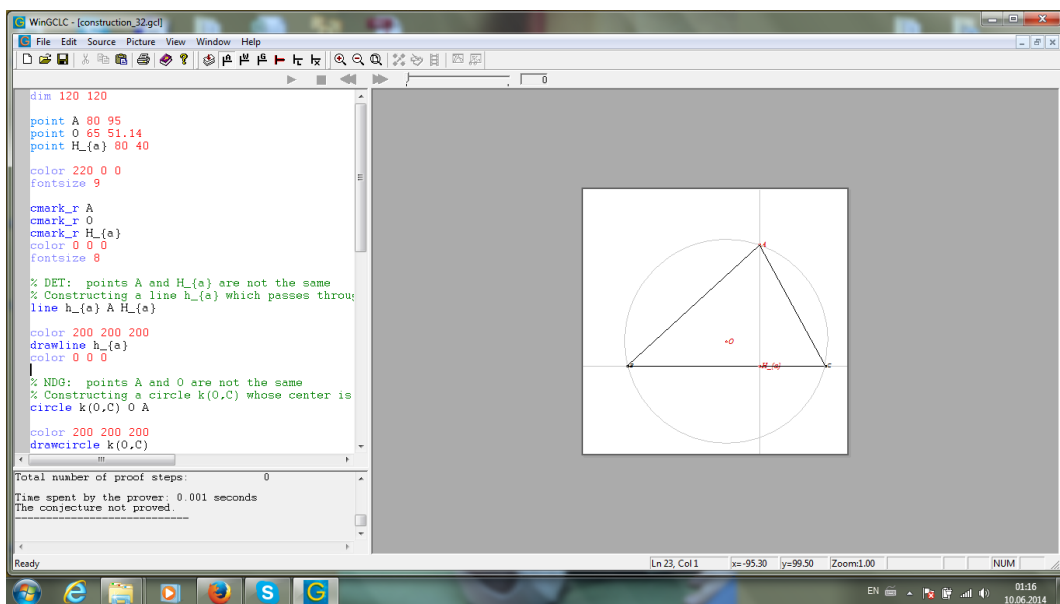 WinGCLC - [construction_32.gcl]
File Edit Source Picture View Window Help
0
dim 120 120
point A 80 95
point O 65 51.14
point H_{a} 80 40
color 220 0 0
fontsize 9
cmark_r A
cmark_r O
cmark_r H_{a}
color 0 0 0
fontsize 8
% DET: points A and H_{a} are not the same
% Constructing a line h_{a} which passes throug
line h_{a} A H_{a}
color 200 200 200
drawline h_{a}
color 0 0 0
% NDG: points A and O are not the same
% Constructing a circle k(O,C) whose center is
circle k(O,C) O A
color 200 200 200
drawcircle k(O,C)
A
O
B
H_{a}
C
Total number of proof steps: 0
Time spent by the prover: 0.001 seconds
The conjecture not proved.
-----------------------------
Ready
Ln 23, Col 1 x=-95.30 y=99.50 Zoom:1.00 NUM
EN 01:16
10.06.2014